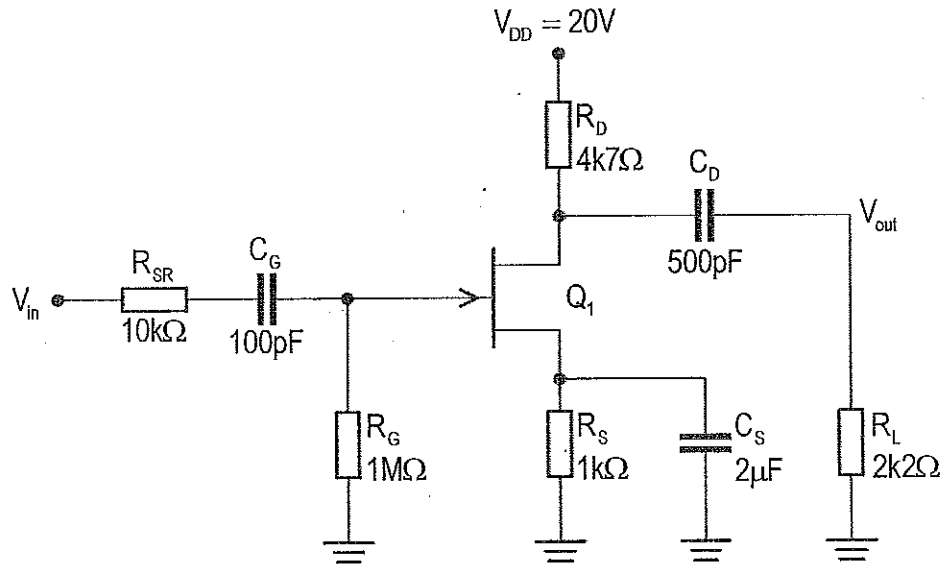 V_DD = 20V
R_D
4k7Ω
C_D
500pF
V_out
R_SR
10kΩ
C_G
100pF
V_in
Q_1
R_G
1MΩ
R_S
1kΩ
C_S
2μF
R_L
2k2Ω